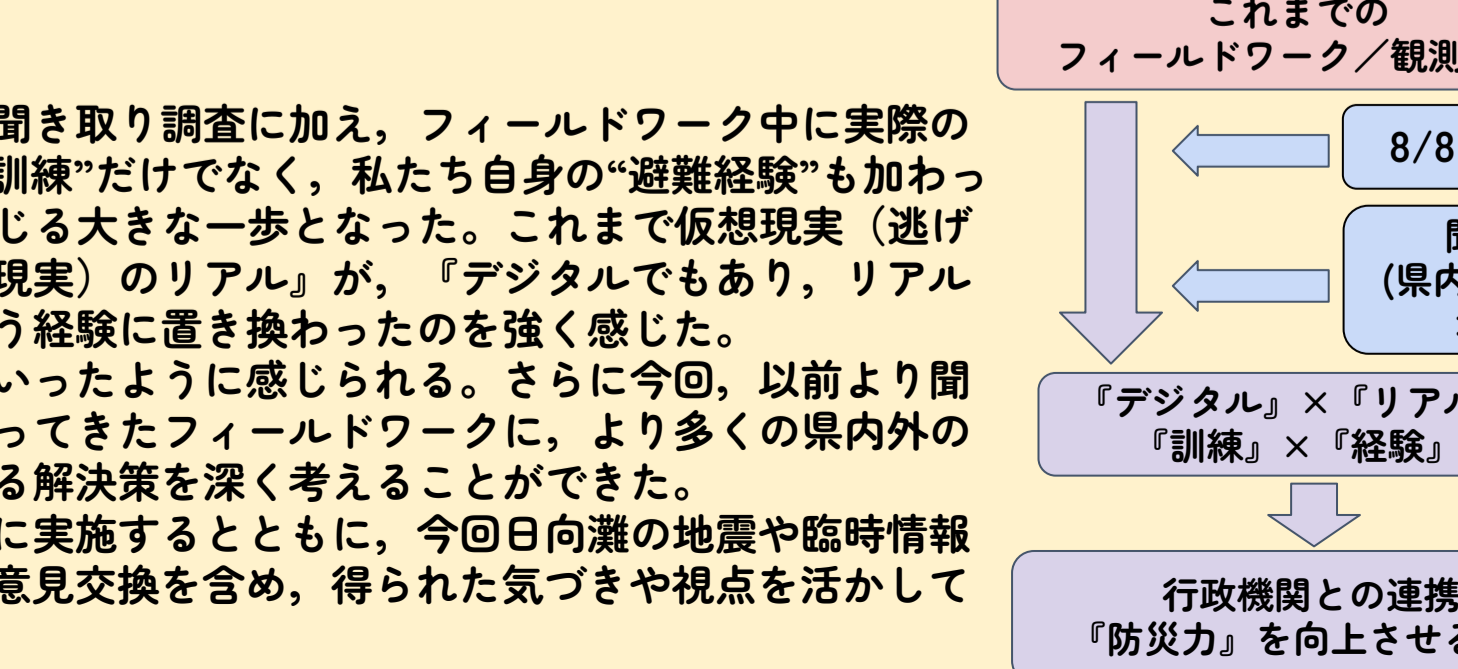 聞き取り調査に加え，フィールドワーク中に実際の
訓練”だけでなく，私たち自身の“避難経験”も加わっ
じる大きな一歩となった。これまで仮想現実（逃げ
現実）のリアル』が，『デジタルでもあり，リアル
う経験に置き換わったのを強く感じた。
いったように感じられる。さらに今回，以前より聞
ってきたフィールドワークに，より多くの県内外の
る解決策を深く考えることができた。
に実施するとともに，今回日向灘の地震や臨時情報
意見交換を含め，得られた気づきや視点を活かして
これまでの
フィールドワーク／観測
8/8
(県内
『デジタル』×『リアル
『訓練』×『経験』
行政機関との連携
『防災力』を向上させる